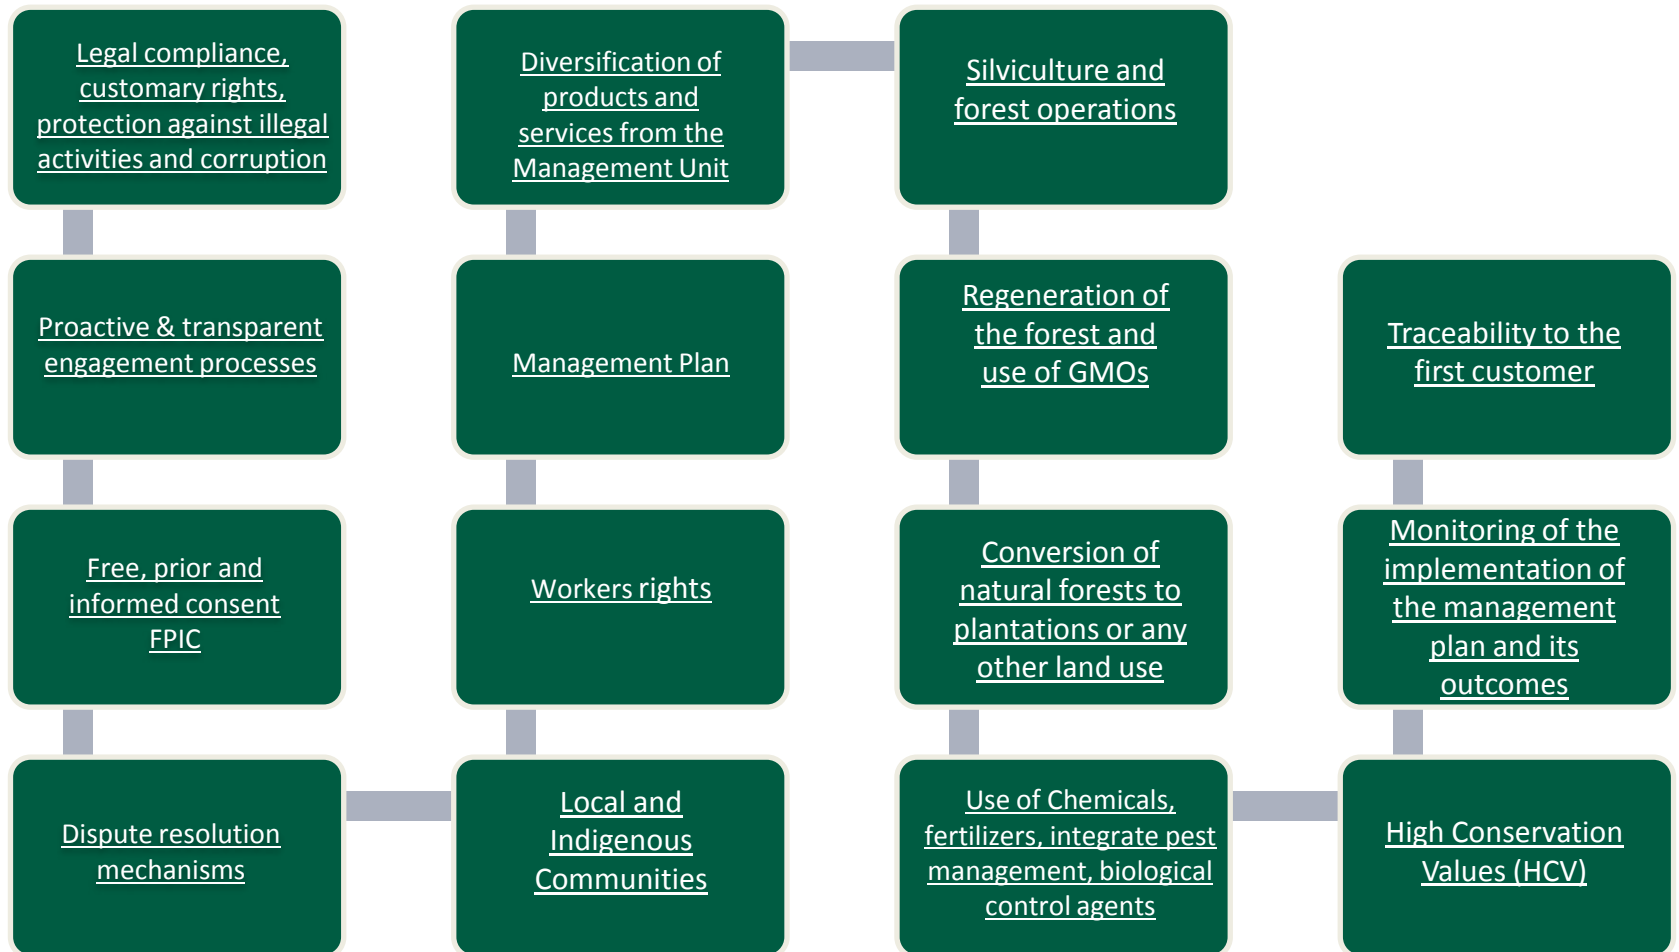 Legal compliance,
customary rights,
protection against illegal
activities and corruption
Proactive & transparent
engagement processes
Free, prior and
informed consent
FPIC
Dispute resolution
mechanisms
Local and
Indigenous
Communities
Workers rights
Management Plan
Diversification of
products and
services from the
Management Unit
Silviculture and
forest operations
Regeneration of
the forest and
use of GMOs
Conversion of
natural forests to
plantations or any
other land use
Use of Chemicals,
fertilizers, integrate pest
management, biological
control agents
High Conservation
Values (HCV)
Monitoring of the
implementation of
the management
plan and its
outcomes
Traceability to the
first customer